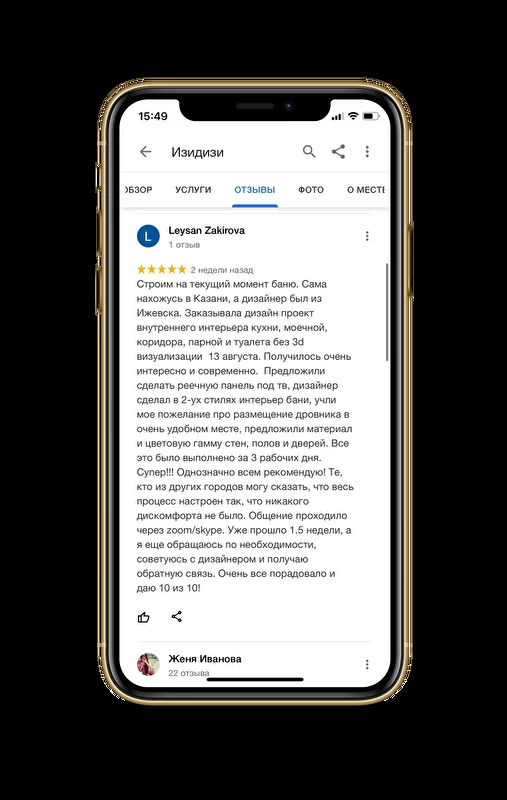 15:49
Изидизи
ОБЗОР УСЛУГИ ОТЗЫВЫ ФОТО О МЕСТЕ
L
Leysan Zakirova
1 отзыв
2 недели назад
Строим на текущий момент баню. Сама
нахожусь в Казани, а дизайнер был из
Ижевска. Заказывала дизайн проект
внутреннего интерьера кухни, моечной,
коридора, парной и туалета без 3d
визуализации 13 августа. Получилось очень
интересно и современно. Предложили
сделать реечную панель под тв, дизайнер
сделал в 2-ух стилях интерьер бани, учли
мое пожелание про размещение дровника в
очень удобном месте, предложили материал
и цветовую гамму стен, полов и дверей. Все
это было выполнено за 3 рабочих дня.
Супер!!! Однозначно всем рекомендую! Те,
кто из других городов могу сказать, что весь
процесс настроен так, что никакого
дискомфорта не было. Общение проходило
через zoom/skype. Уже прошло 1.5 недели, а
я еще обращаюсь по необходимости,
советуюсь с дизайнером и получаю
обратную связь. Очень все порадовало и
даю 10 из 10!
Женя Иванова
22 отзыва